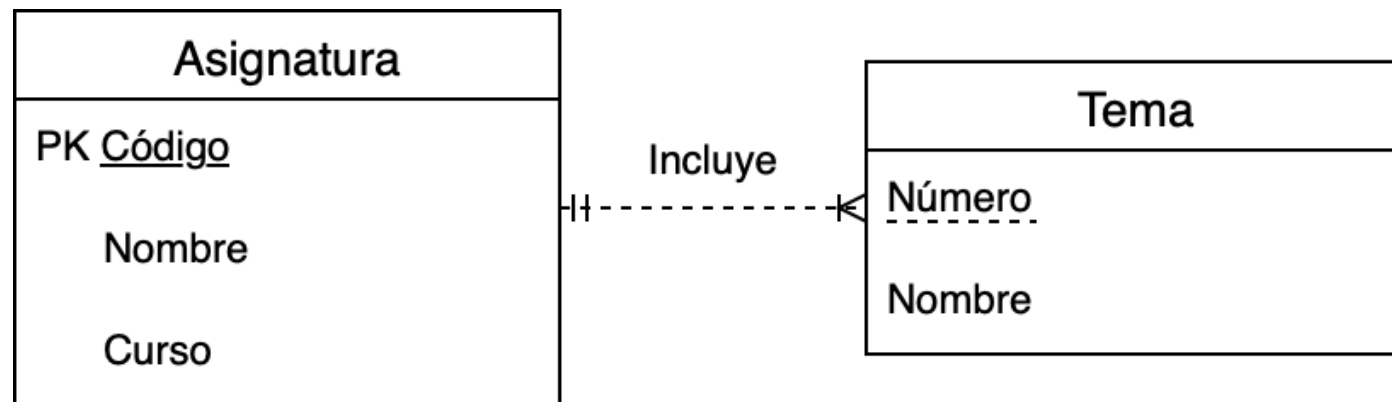 Asignatura
PK Código
Nombre
Curso
Incluye
Tema
Número
Nombre